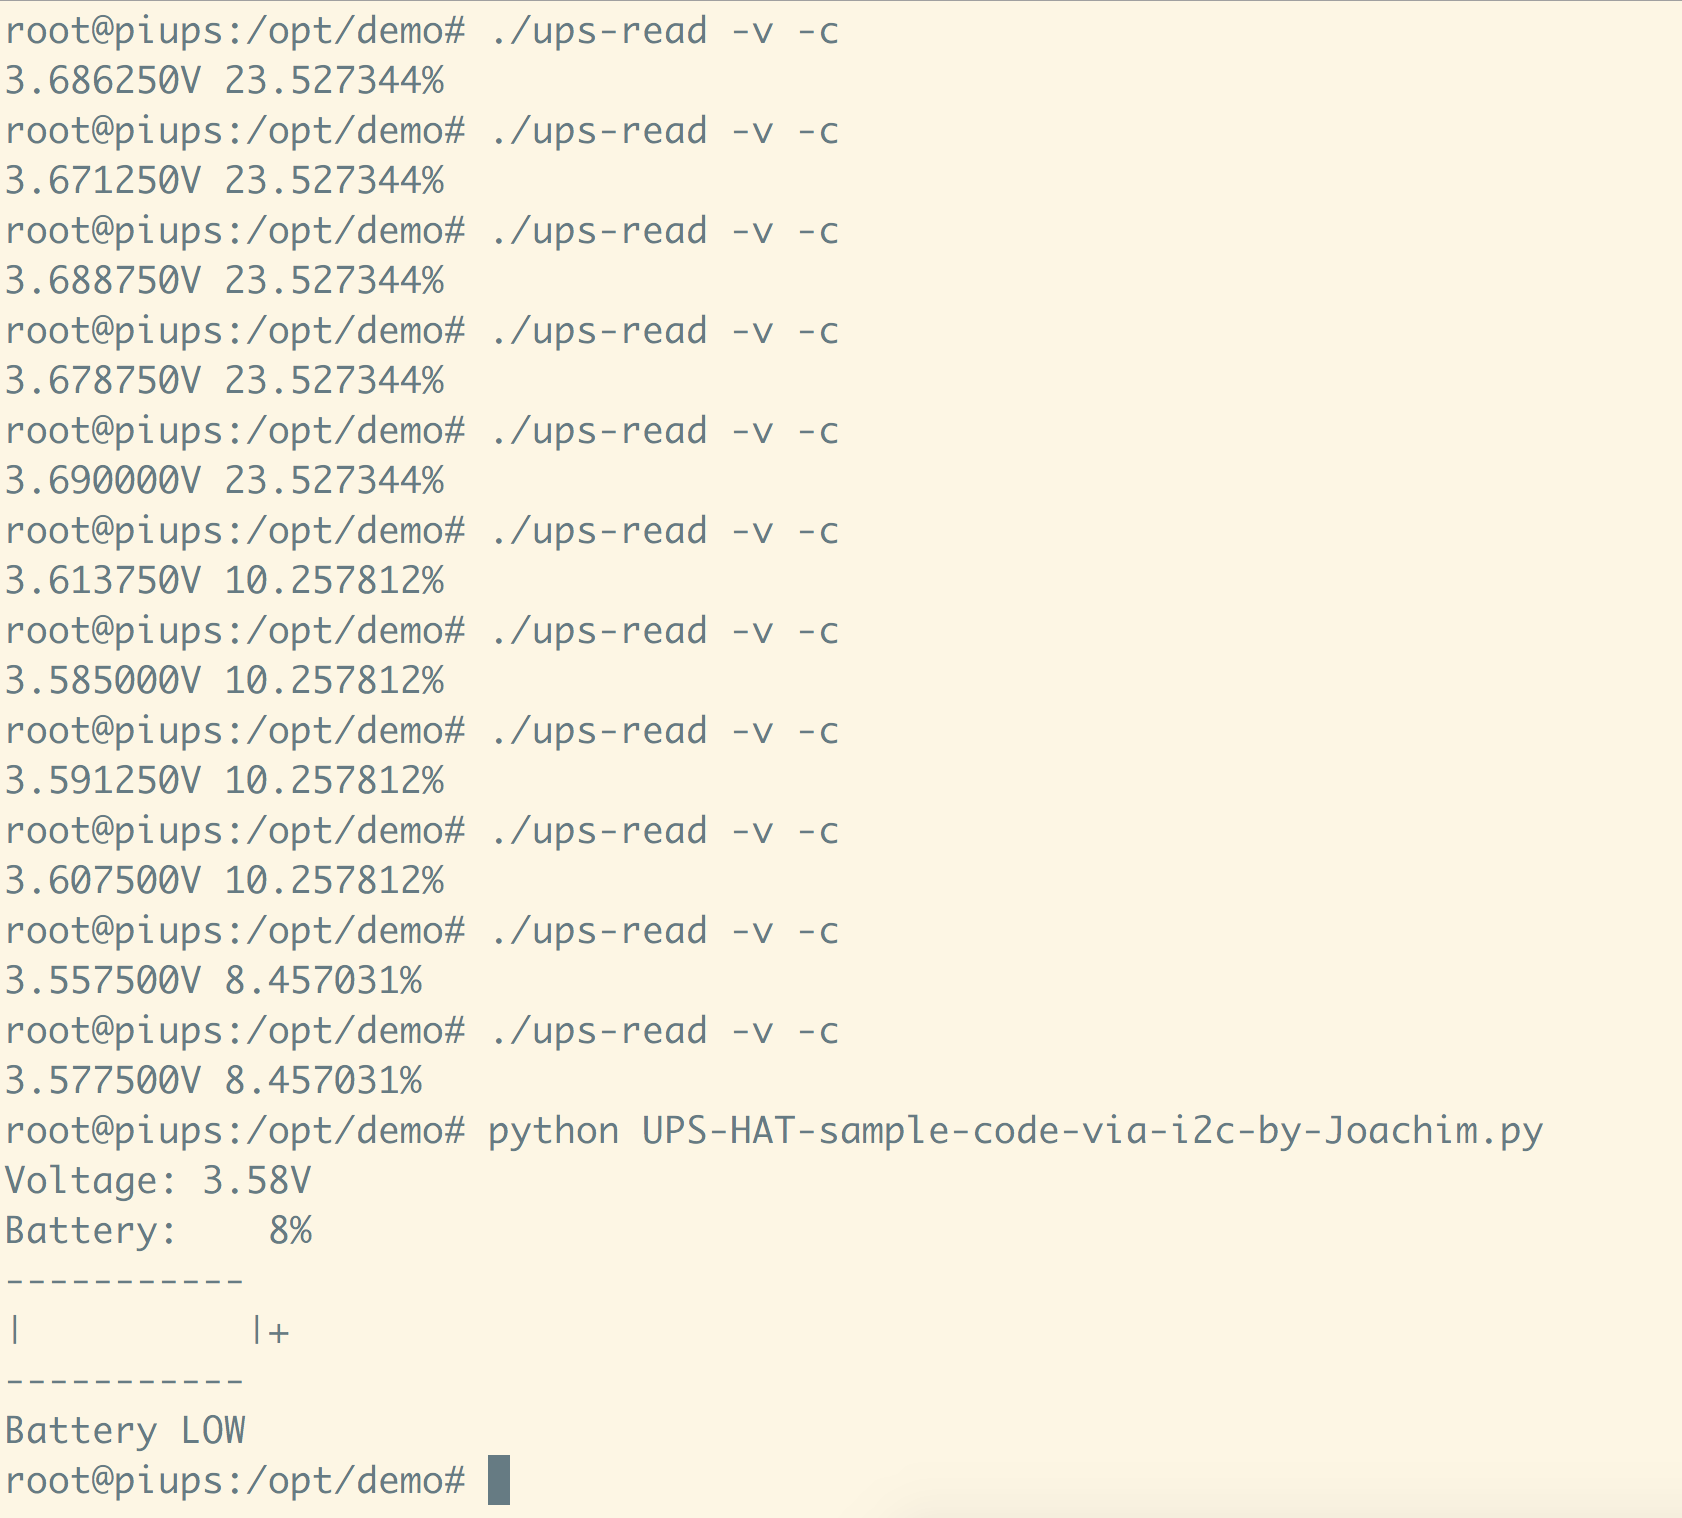 root@piups:/opt/demo# ./ups-read -v -c
3.686250V 23.527344%
root@piups:/opt/demo# ./ups-read -v -c
3.671250V 23.527344%
root@piups:/opt/demo# ./ups-read -v -c
3.688750V 23.527344%
root@piups:/opt/demo# ./ups-read -v -c
3.678750V 23.527344%
root@piups:/opt/demo# ./ups-read -v -c
3.690000V 23.527344%
root@piups:/opt/demo# ./ups-read -v -c
3.613750V 10.257812%
root@piups:/opt/demo# ./ups-read -v -c
3.585000V 10.257812%
root@piups:/opt/demo# ./ups-read -v -c
3.591250V 10.257812%
root@piups:/opt/demo# ./ups-read -v -c
3.607500V 10.257812%
root@piups:/opt/demo# ./ups-read -v -c
3.557500V 8.457031%
root@piups:/opt/demo# ./ups-read -v -c
3.577500V 8.457031%
root@piups:/opt/demo# python UPS-HAT-sample-code-via-i2c-by-Joachim.py
Voltage: 3.58V
Battery:    8%
-----------
|          |+
-----------
Battery LOW
root@piups:/opt/demo#